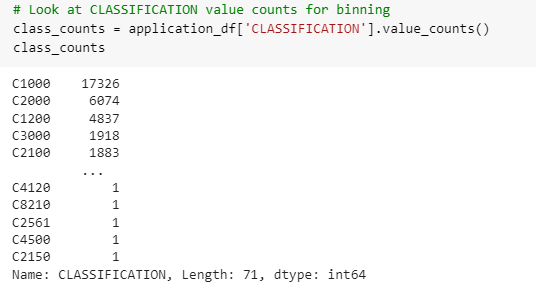 # Look at CLASSIFICATION value counts for binning
class_counts = application_df['CLASSIFICATION'].value_counts()
class_counts
C1000    17326
C2000     6074
C1200     4837
C3000     1918
C2100     1883
         ...
C4120        1
C8210        1
C2561        1
C4500        1
C2150        1
Name: CLASSIFICATION, Length: 71, dtype: int64